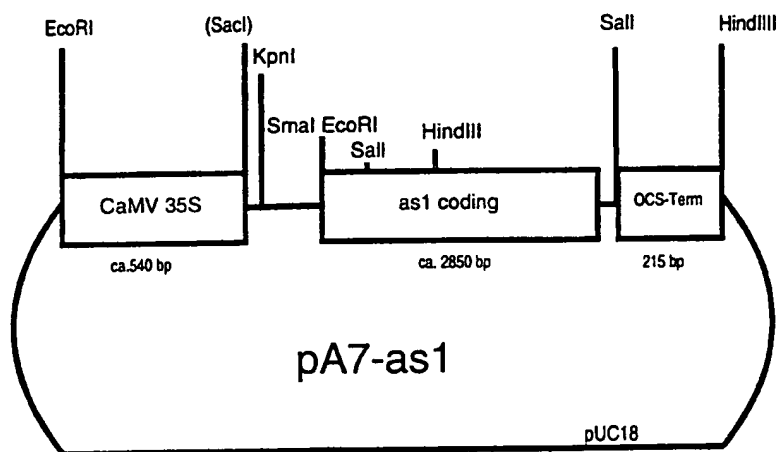 EcoRI
(SacI)
SalI
HindIIII
KpnI
SmaI EcoRI
HindIII
SalI
CaMV 35S
as1 coding
OCS-Term
ca.540 bp
ca. 2850 bp
215 bp
pA7-as1
pUC18